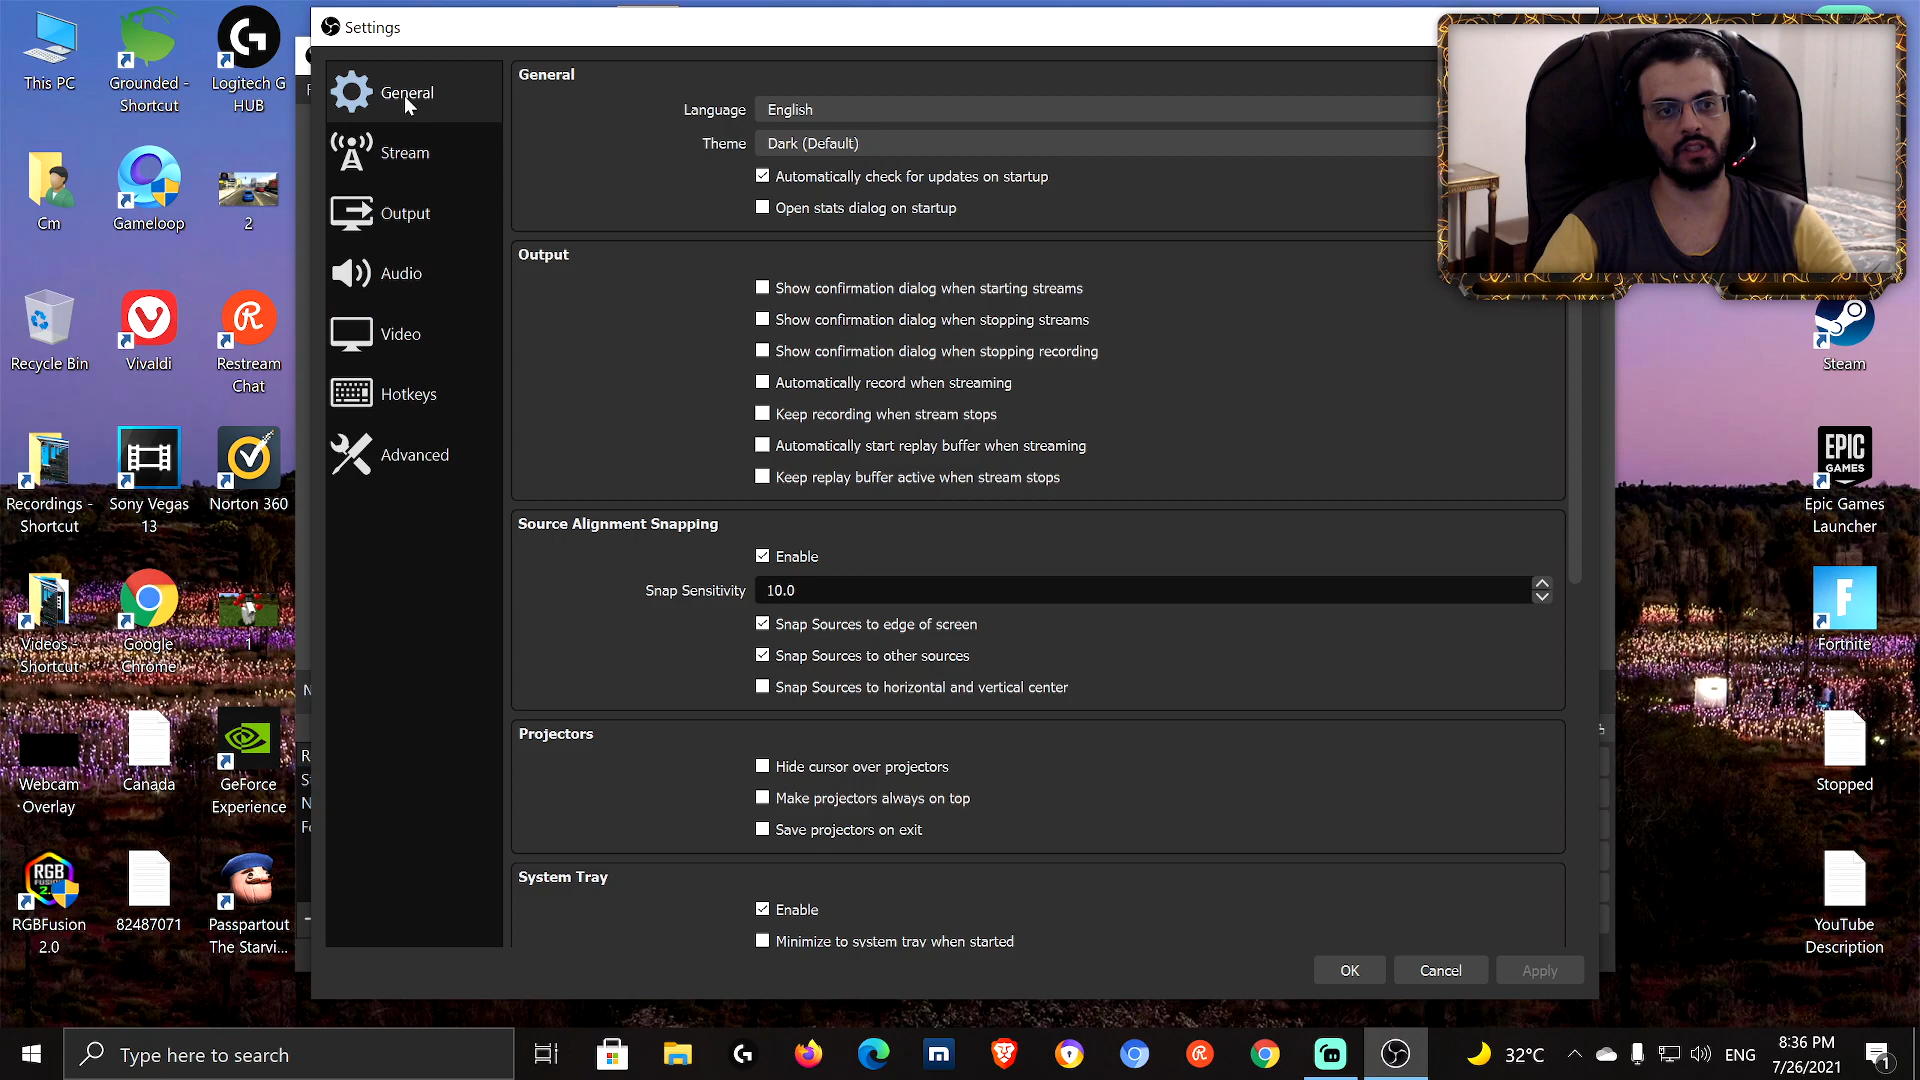 Settings
This PC
Grounded -
Shortcut
Logitech G
HUB
Cm
Gameloop
2
Recycle Bin
Vivaldi
Restream
Chat
Recordings -
Shortcut
Sony Vegas
13
Norton 360
Videos -
Shortcut
Google
Chrome
1
Webcam
Overlay
Canada
GeForce
Experience
RGB
2.0
RGBFusion
2.0
82487071
Passpartout
The Starvi...
General
Stream
Output
Audio
Video
Hotkeys
Advanced
General
Language
English
Theme
Dark (Default)
Automatically check for updates on startup
Open stats dialog on startup
Output
Show confirmation dialog when starting streams
Show confirmation dialog when stopping streams
Show confirmation dialog when stopping recording
Automatically record when streaming
Keep recording when stream stops
Automatically start replay buffer when streaming
Keep replay buffer active when stream stops
Source Alignment Snapping
Enable
Snap Sensitivity
10.0
Snap Sources to edge of screen
Snap Sources to other sources
Snap Sources to horizontal and vertical center
Projectors
Hide cursor over projectors
Make projectors always on top
Save projectors on exit
System Tray
Enable
Minimize to system tray when started
OK
Cancel
Apply
Steam
EPIC
GAMES
Epic Games
Launcher
Fortnite
Stopped
YouTube
Description
Type here to search
32°C
ENG
8:36 PM
7/26/2021
1